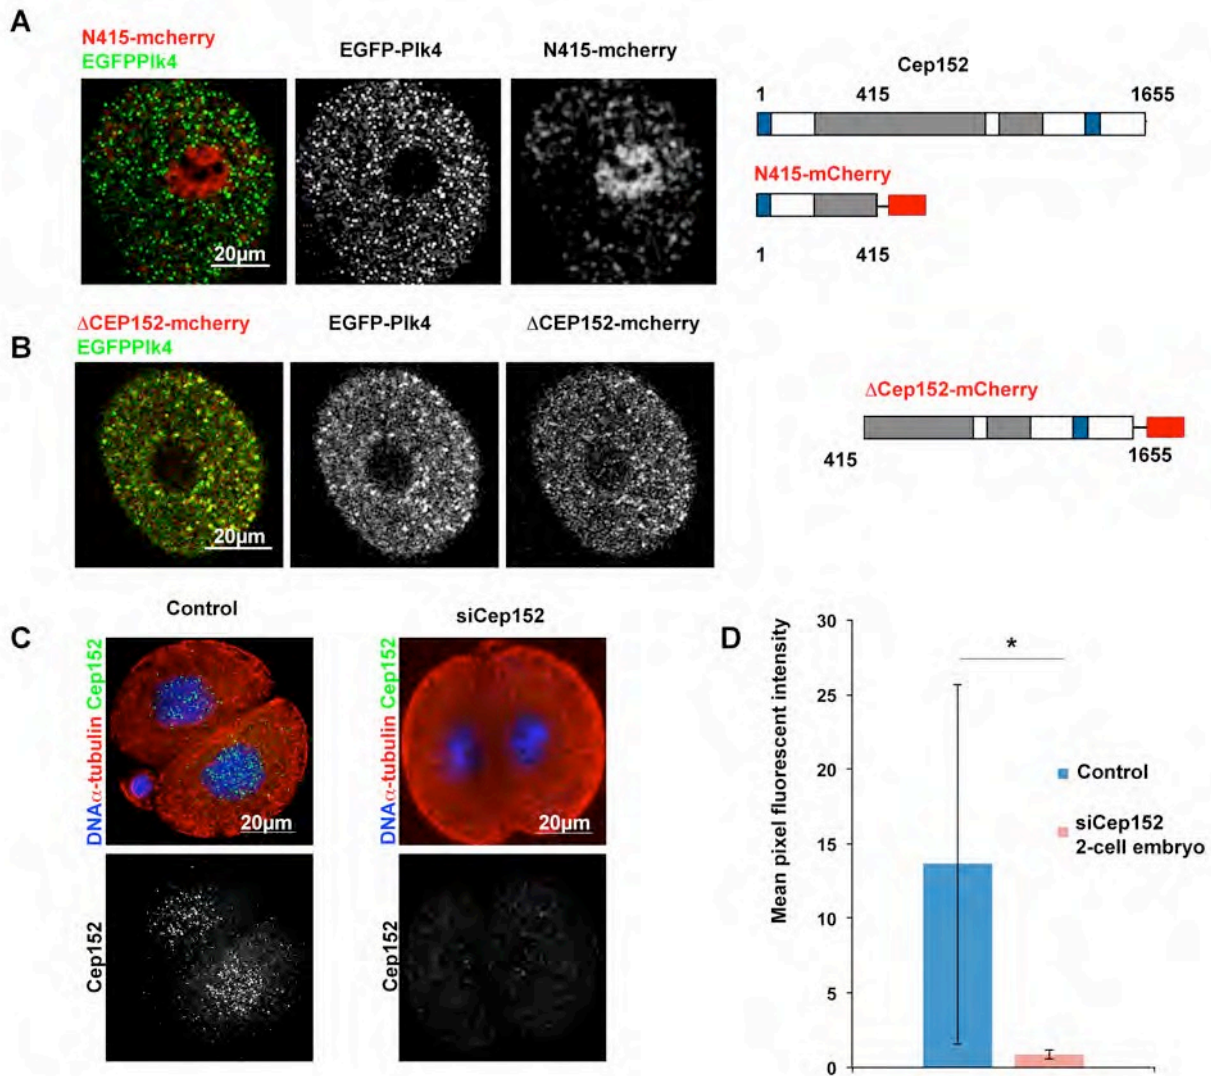 A
N415-mcherry
EGFPPlk4
EGFP-Plk4
N415-mcherry
20µm
Cep152
1 415 1655
N415-mCherry
1 415
B
ΔCEP152-mcherry
EGFPPlk4
EGFP-Plk4
ΔCEP152-mcherry
20µm
ΔCep152-mCherry
415 1655
C
Control
siCep152
DNAα-tubulin Cep152
20µm
DNAα-tubulin Cep152
20µm
Cep152
Cep152
D
Mean pixel fluorescent intensity
30
25
20
15
10
5
0
*
Control
siCep152
2-cell embryo